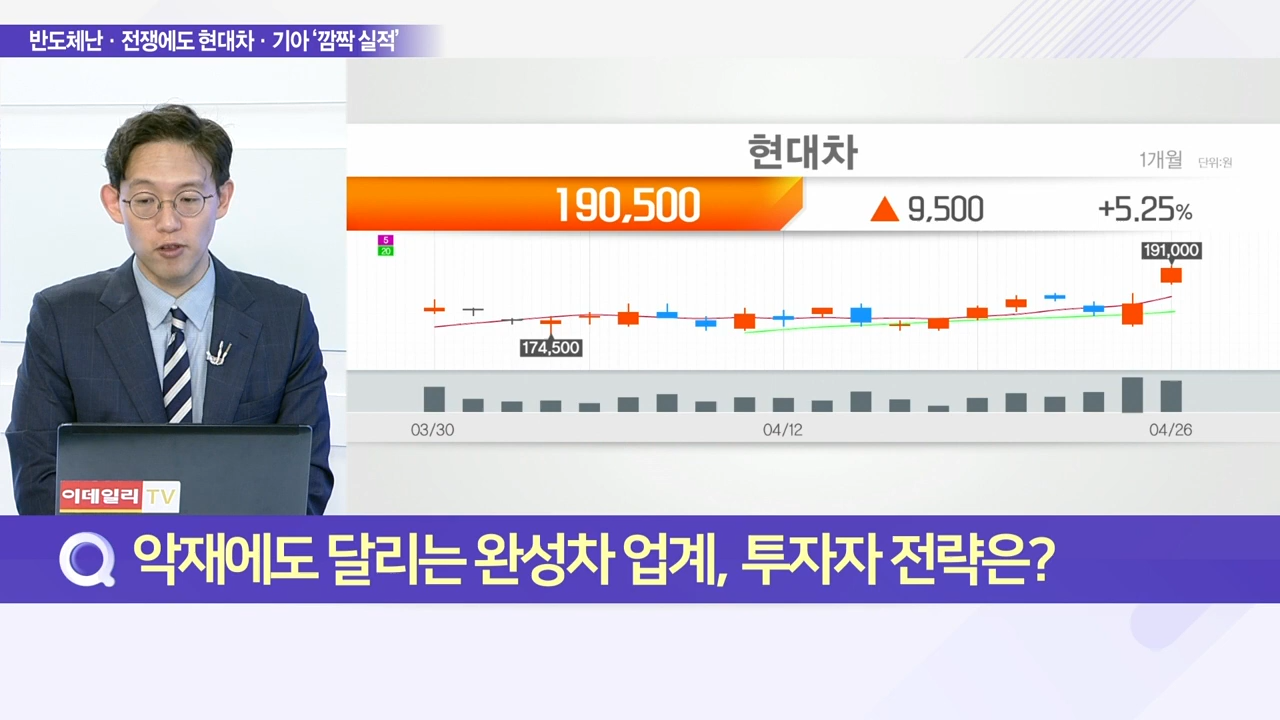 반도체난· 전쟁에도 현대차· 기아 ‘깜짝 실적’
현대차
1개월 단위:원
190,500 ▲ 9,500 +5.25%
5
20
191,000
174,500
03/30 04/12 04/26
이데일리 TV
Q 악재에도 달리는 완성차 업계, 투자자 전략은?